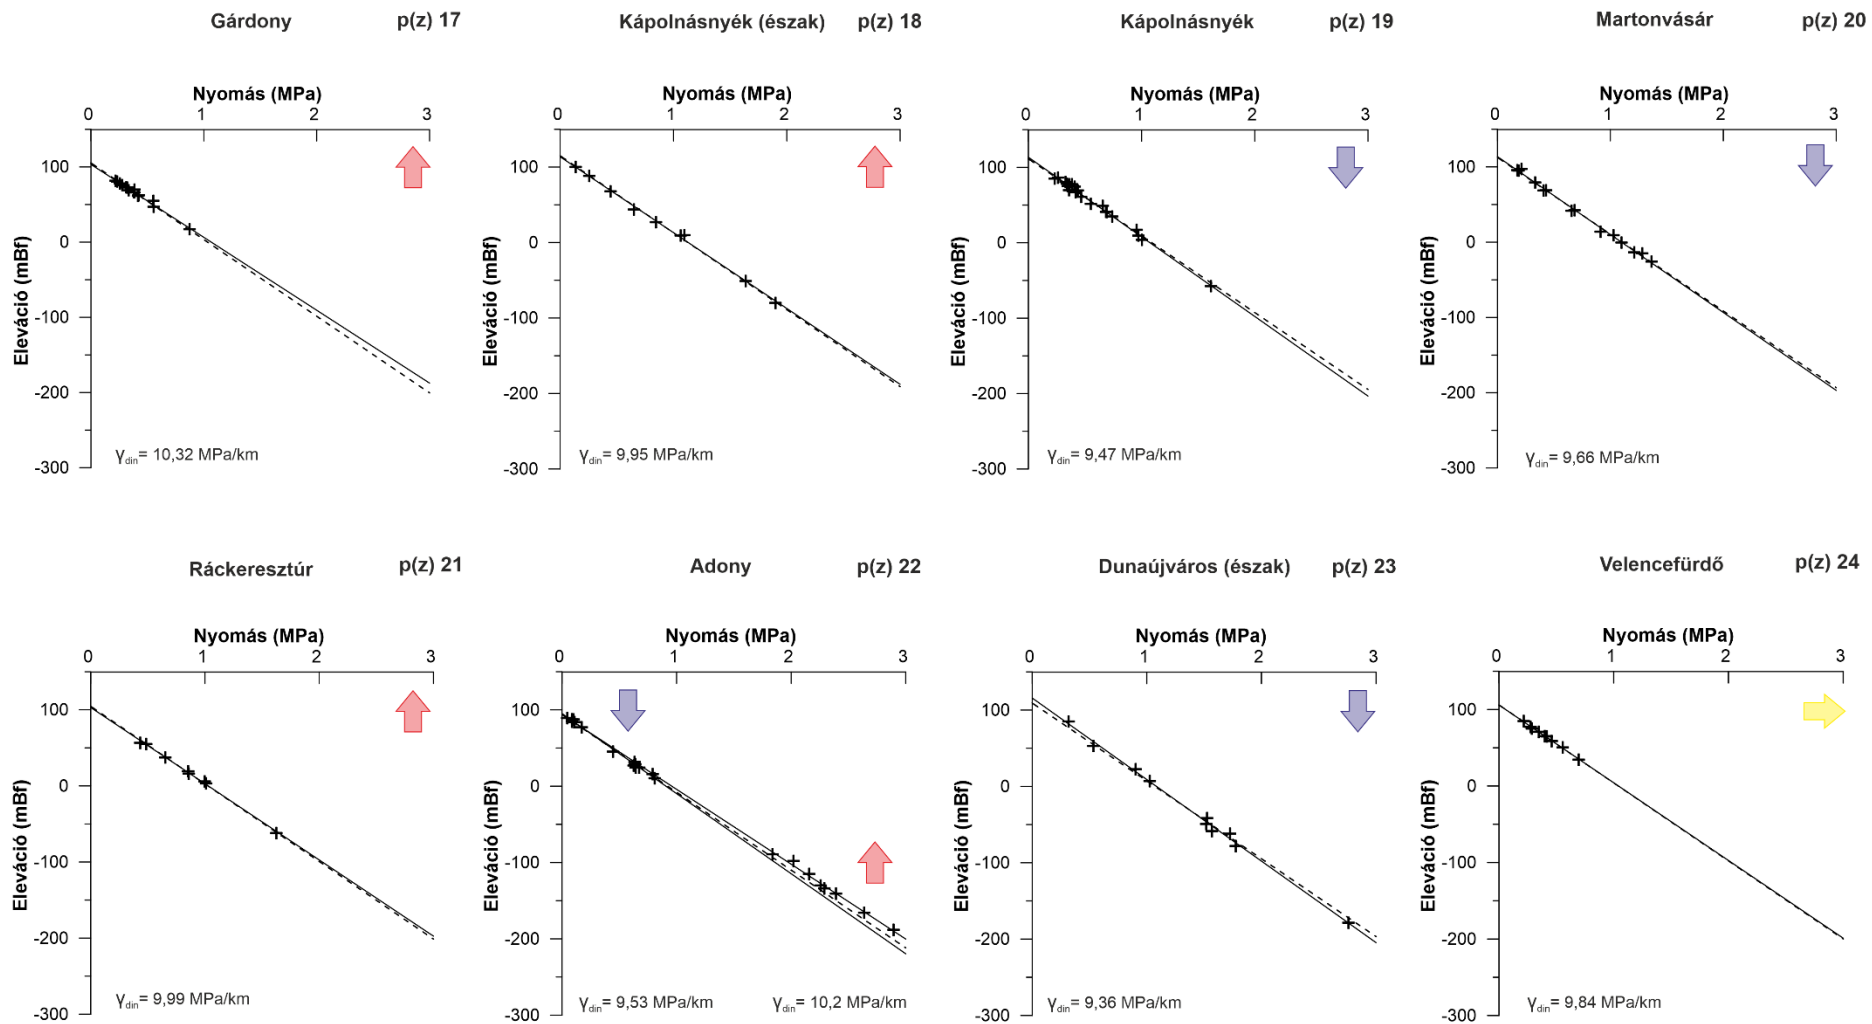 Gárdony p(z) 17
Nyomás (MPa)
0 1 2 3
100
0
-100
-200
-300
Eleváció (mBf)
γdin= 10,32 MPa/km
Kápolnásnyék (észak) p(z) 18
Nyomás (MPa)
0 1 2 3
100
0
-100
-200
-300
Eleváció (mBf)
γdin= 9,95 MPa/km
Kápolnásnyék p(z) 19
Nyomás (MPa)
0 1 2 3
100
0
-100
-200
-300
Eleváció (mBf)
γdin= 9,47 MPa/km
Martonvásár p(z) 20
Nyomás (MPa)
0 1 2 3
100
0
-100
-200
-300
Eleváció (mBf)
γdin= 9,66 MPa/km
Ráckeresztúr p(z) 21
Nyomás (MPa)
0 1 2 3
100
0
-100
-200
-300
Eleváció (mBf)
γdin= 9,99 MPa/km
Adony p(z) 22
Nyomás (MPa)
0 1 2 3
100
0
-100
-200
-300
Eleváció (mBf)
γdin= 9,53 MPa/km γdin= 10,2 MPa/km
Dunaújváros (észak) p(z) 23
Nyomás (MPa)
0 1 2 3
100
0
-100
-200
-300
Eleváció (mBf)
γdin= 9,36 MPa/km
Velencefürdő p(z) 24
Nyomás (MPa)
0 1 2 3
100
0
-100
-200
-300
Eleváció (mBf)
γdin= 9,84 MPa/km